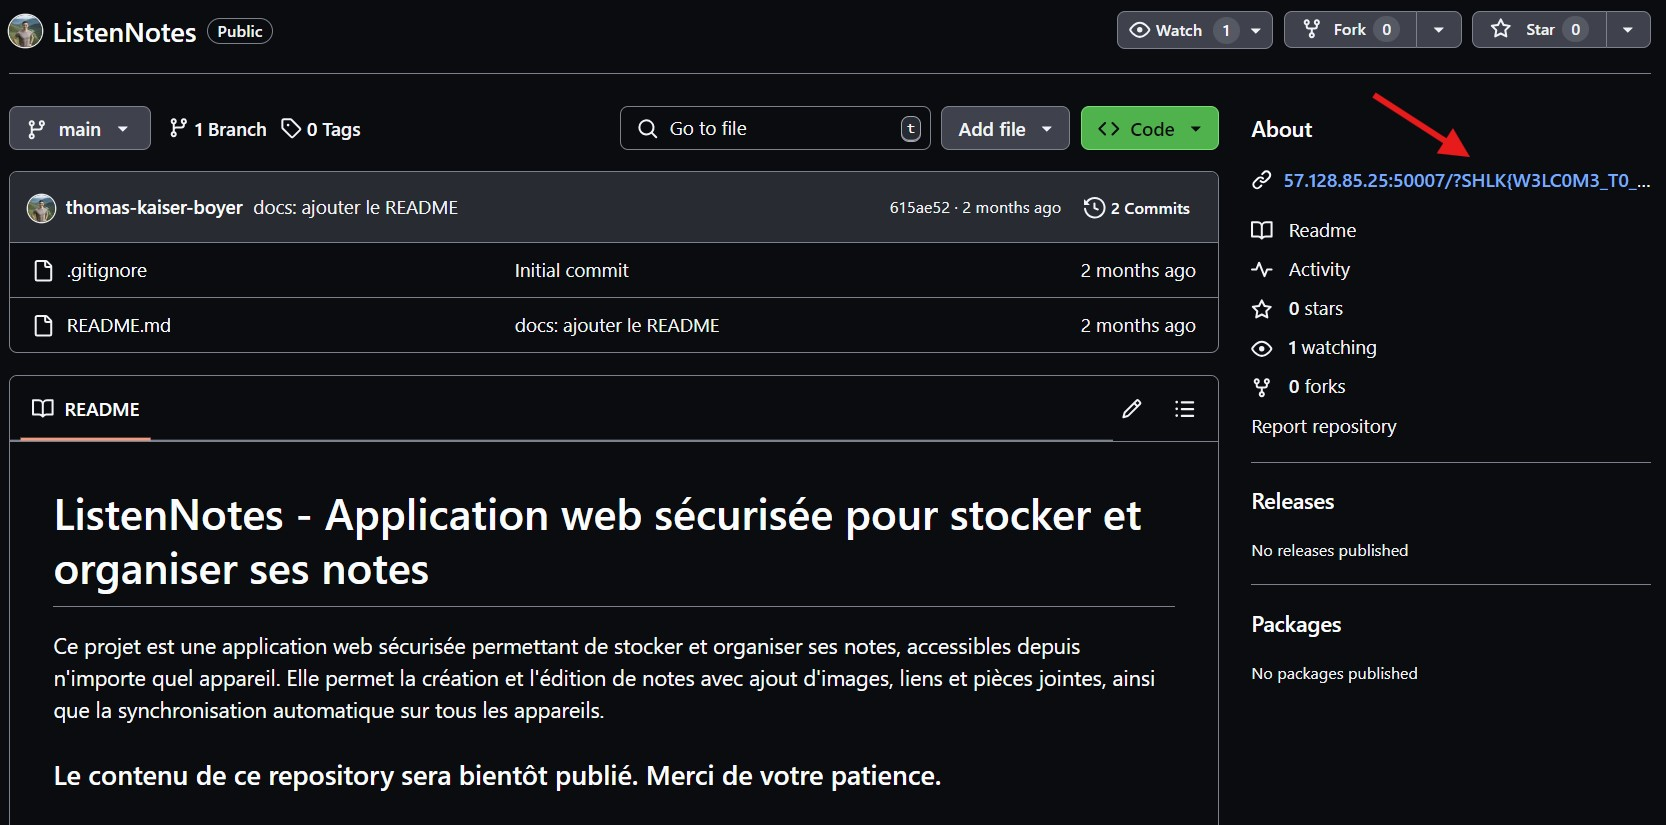 ListenNotes Public
Watch 1
Fork 0
Star 0
main
1 Branch
0 Tags
Go to file t
Add file
Code
thomas-kaiser-boyer docs: ajouter le README
615ae52 · 2 months ago
2 Commits
.gitignore Initial commit 2 months ago
README.md docs: ajouter le README 2 months ago
README
ListenNotes - Application web sécurisée pour stocker et
organiser ses notes
Ce projet est une application web sécurisée permettant de stocker et organiser ses notes, accessibles depuis
n'importe quel appareil. Elle permet la création et l'édition de notes avec ajout d'images, liens et pièces jointes, ainsi
que la synchronisation automatique sur tous les appareils.
Le contenu de ce repository sera bientôt publié. Merci de votre patience.
About
57.128.85.25:50007/?SHLK{W3LC0M3_T0_...
Readme
Activity
0 stars
1 watching
0 forks
Report repository
Releases
No releases published
Packages
No packages published